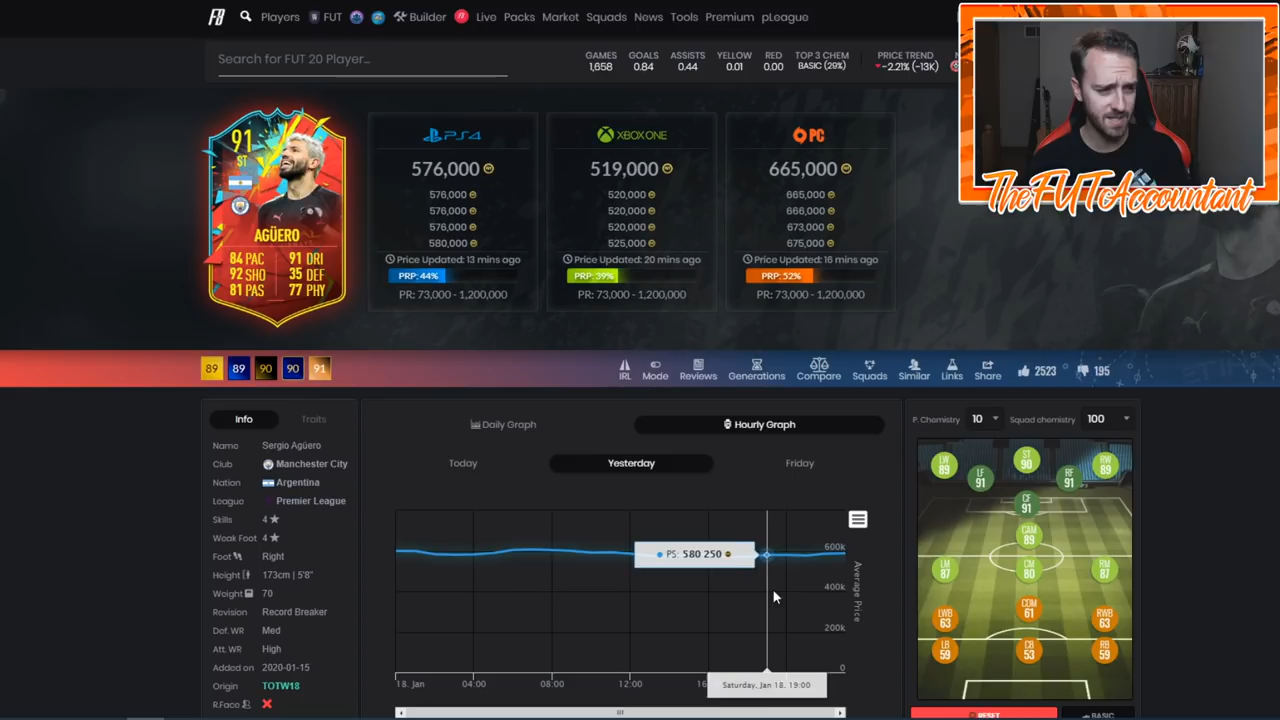 F8 Players FUT Builder Live Packs Market Squads News Tools Premium pLeague
Search for FUT 20 Player...
GAMES GOALS ASSISTS YELLOW RED TOP 3 CHEM PRICE TREND
1,658 0.84 0.44 0.01 0.00 BASIC (29%) -2.21% (-13K)
TheFUTAccountant
91
ST
AGÜERO
84 PAC 91 DRI
92 SHO 35 DEF
81 PAS 77 PHY
PS4
576,000
576,000
576,000
576,000
580,000
Price Updated: 13 mins ago
PRP: 44%
PR: 73,000 - 1,200,000
XBOX ONE
519,000
520,000
520,000
520,000
525,000
Price Updated: 20 mins ago
PRP: 39%
PR: 73,000 - 1,200,000
PC
665,000
665,000
666,000
673,000
675,000
Price Updated: 16 mins ago
PRP: 52%
PR: 73,000 - 1,200,000
89 89 90 90 91
IRL Mode Reviews Generations Compare Squads Similar Links Share 2523 195
Info Traits
Name Sergio Agüero
Club Manchester City
Nation Argentina
League Premier League
Skills 4
Weak Foot 4
Foot Right
Height 173cm | 5'8"
Weight 70
Revision Record Breaker
Def. WR Med
Att. WR High
Added on 2020-01-15
Origin TOTW18
R.Face
Daily Graph Hourly Graph
Today Yesterday Friday
PS: 580 250
600k
400k
200k
0
Average Price
18. Jan 04:00 08:00 12:00 16
Saturday, Jan 18, 19:00
P. Chemistry 10 Squad chemistry 100
LW 89
ST 90
RW 89
LF 91
RF 91
CF 91
CAM 89
LM 87
CM 80
RM 87
CDM 61
LWB 63
RWB 63
LB 59
CB 53
RB 59
RESET BASIC